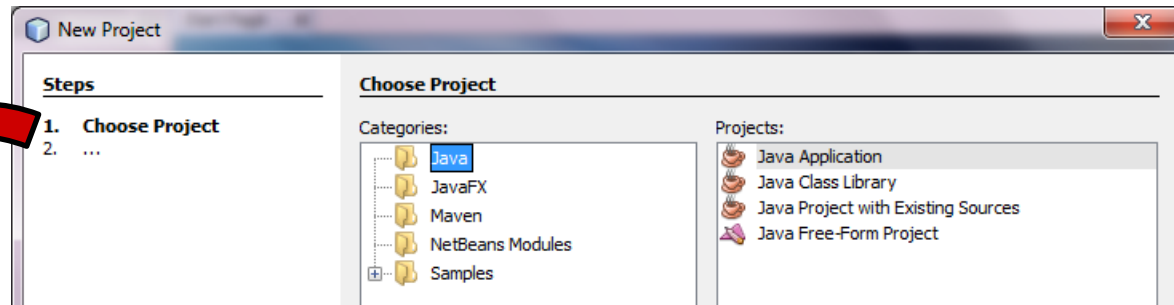 New Project
Steps
1. Choose Project
2. ...
Choose Project
Categories:
Java
JavaFX
Maven
NetBeans Modules
Samples
Projects:
Java Application
Java Class Library
Java Project with Existing Sources
Java Free-Form Project